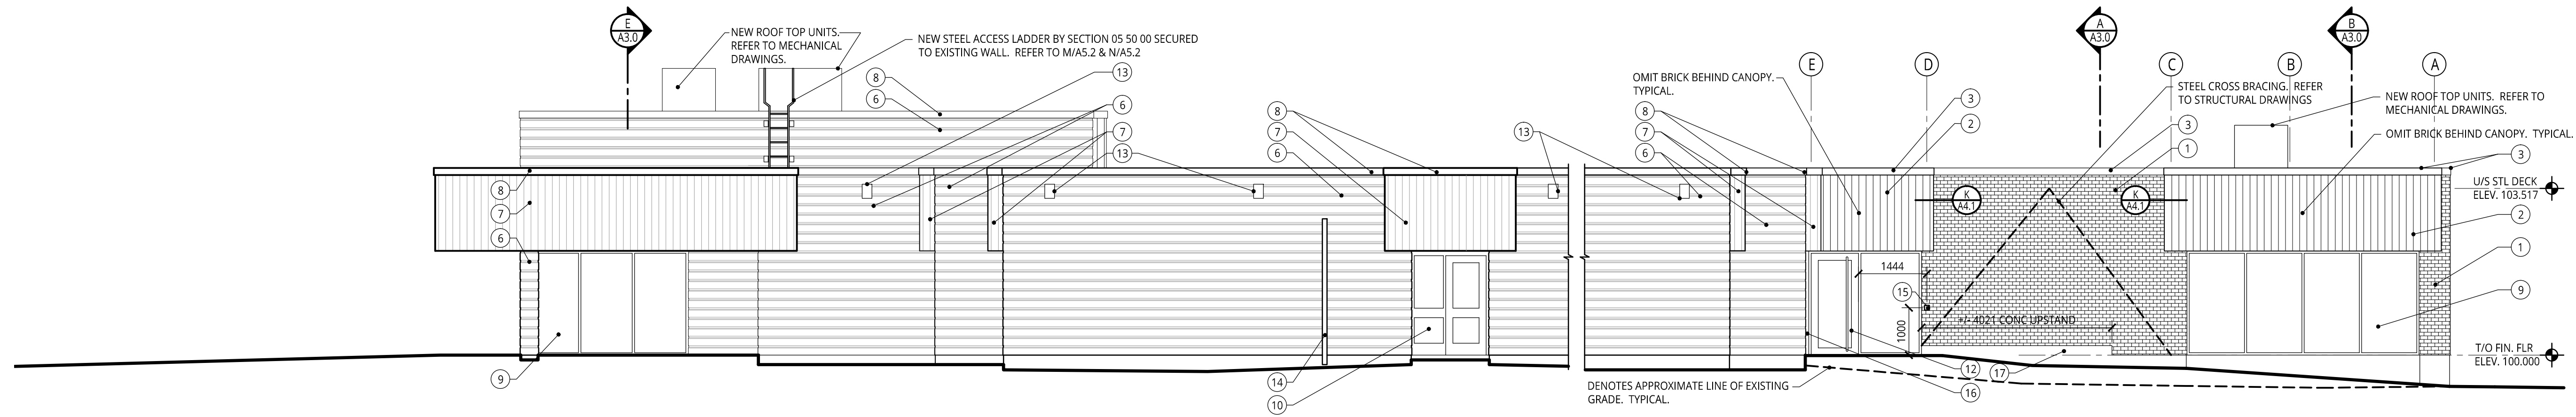 E
A3.0
NEW ROOF TOP UNITS.
REFER TO MECHANICAL
DRAWINGS.
NEW STEEL ACCESS LADDER BY SECTION 05 50 00 SECURED
TO EXISTING WALL.  REFER TO M/A5.2 & N/A5.2
8
6
13
6
7
13
8
7
6
13
8
7
6
OMIT BRICK BEHIND CANOPY.
TYPICAL.
E
D
3
2
A
A3.0
C
B
B
A3.0
A
STEEL CROSS BRACING.  REFER
TO STRUCTURAL DRAWINGS
3
1
NEW ROOF TOP UNITS.  REFER TO
MECHANICAL DRAWINGS.
OMIT BRICK BEHIND CANOPY.  TYPICAL.
3
U/S STL DECK
ELEV. 103.517
2
1
9
T/O FIN. FLR
ELEV. 100.000
8
7
6
9
K
A4.1
K
A4.1
1444
15
1000
+/- 4021 CONC UPSTAND
14
10
12
17
16
DENOTES APPROXIMATE LINE OF EXISTING
GRADE.  TYPICAL.